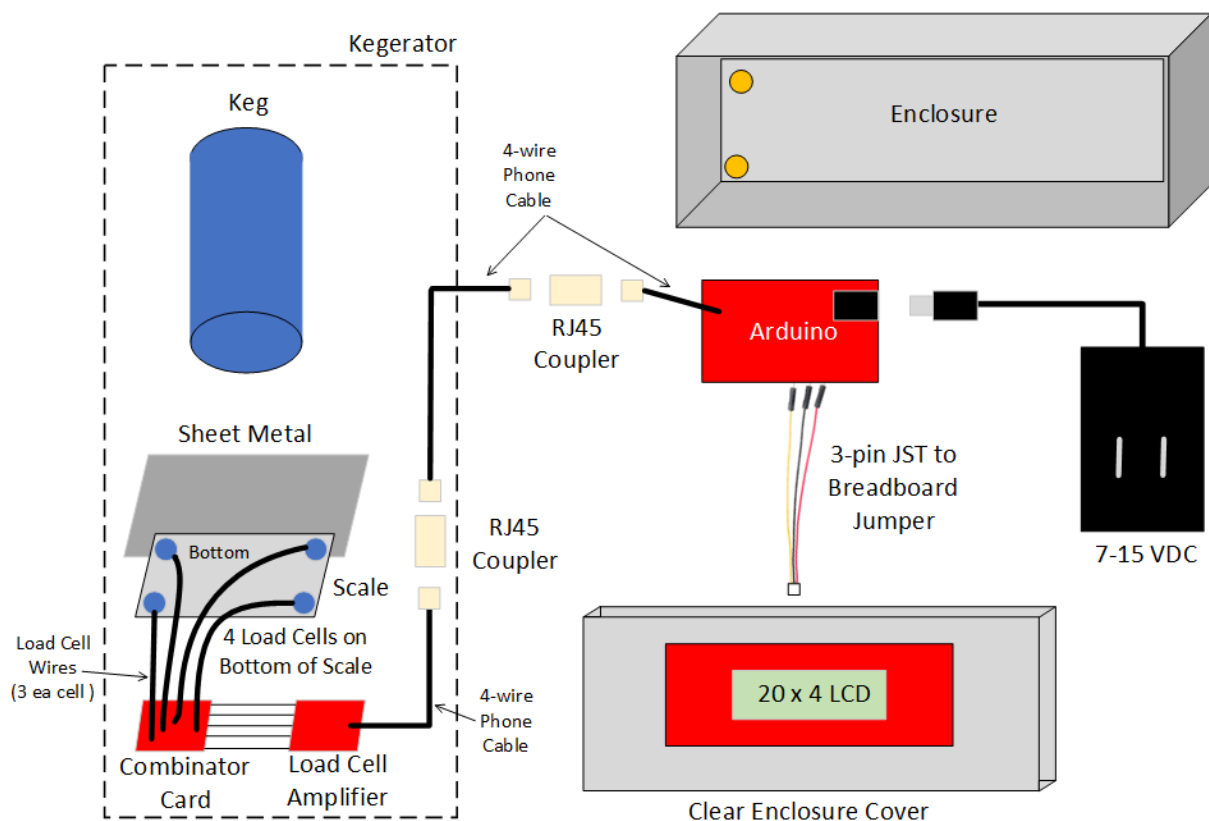 Kegerator
Keg
4-wire
Phone
Cable
Enclosure
RJ45
Coupler
Arduino
Sheet Metal
3-pin JST to
Breadboard
Jumper
7-15 VDC
RJ45
Coupler
Bottom
Scale
4 Load Cells on
Bottom of Scale
Load Cell
Wires
(3 ea cell )
4-wire
Phone
Cable
20 x 4 LCD
Combinator
Card
Load Cell
Amplifier
Clear Enclosure Cover